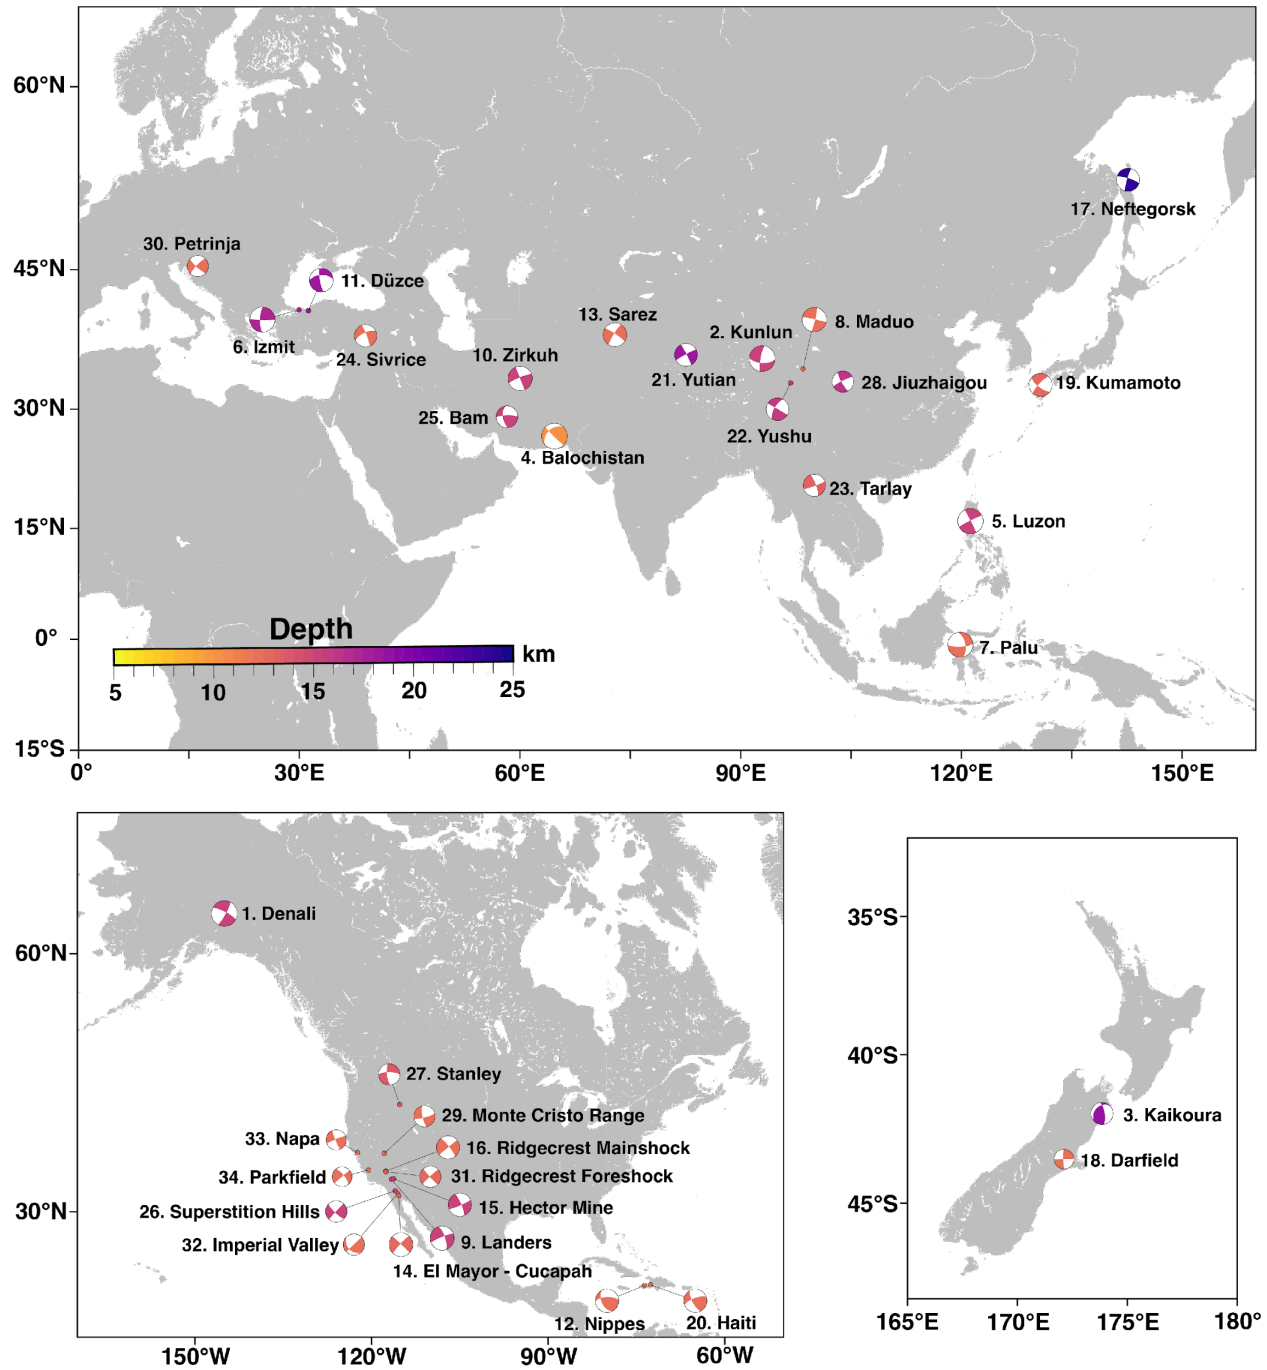 60°N
17. Neftegorsk
30. Petrinja
45°N
11. Düzce
13. Sarez
8. Maduo
2. Kunlun
6. Izmit
24. Sivrice
10. Zirkuh
21. Yutian
28. Jiuzhaigou
19. Kumamoto
30°N
25. Bam
22. Yushu
4. Balochistan
23. Tarlay
15°N
5. Luzon
Depth
0°
7. Palu
km
5 10 15 20 25
15°S
0° 30°E 60°E 90°E 120°E 150°E
1. Denali
60°N
27. Stanley
29. Monte Cristo Range
33. Napa
16. Ridgecrest Mainshock
34. Parkfield
31. Ridgecrest Foreshock
26. Superstition Hills
15. Hector Mine
30°N
32. Imperial Valley
9. Landers
14. El Mayor - Cucapah
12. Nippes
20. Haiti
150°W 120°W 90°W 60°W
35°S
40°S
3. Kaikoura
18. Darfield
45°S
165°E 170°E 175°E 180°